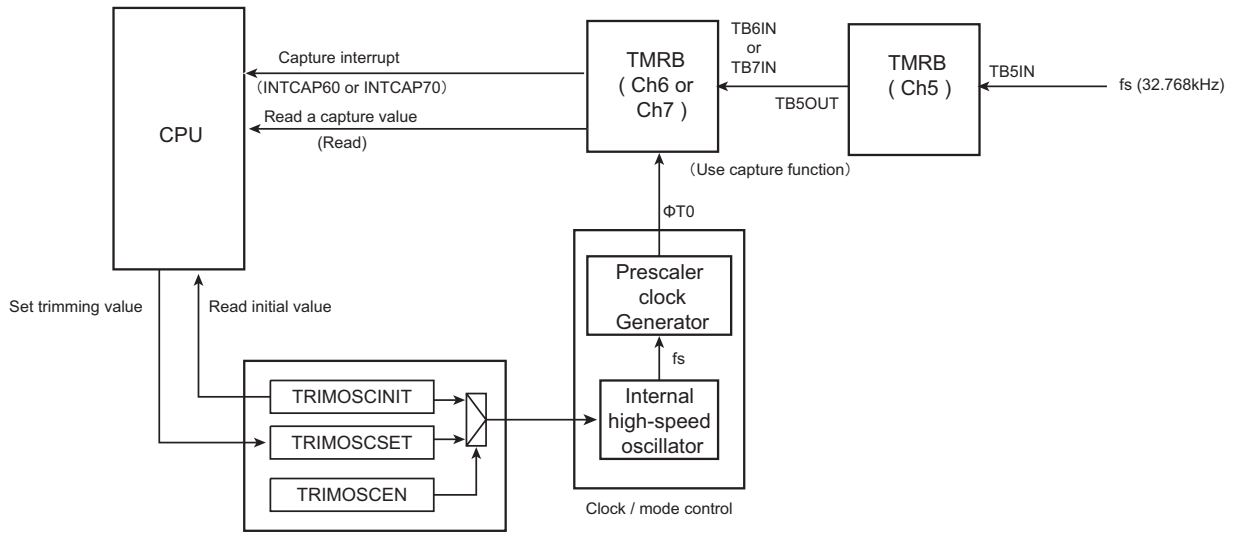 CPU
Capture interrupt
（INTCAP60 or INTCAP70）
Read a capture value
(Read)
TMRB
( Ch6 or
Ch7 )
TB6IN
or
TB7IN
TB5OUT
TMRB
( Ch5 )
TB5IN
fs (32.768kHz)
（Use capture function）
ΦT0
Prescaler
clock
Generator
fs
Internal
high-speed
oscillator
Clock / mode control
Set trimming value
Read initial value
TRIMOSCINIT
TRIMOSCSET
TRIMOSCEN